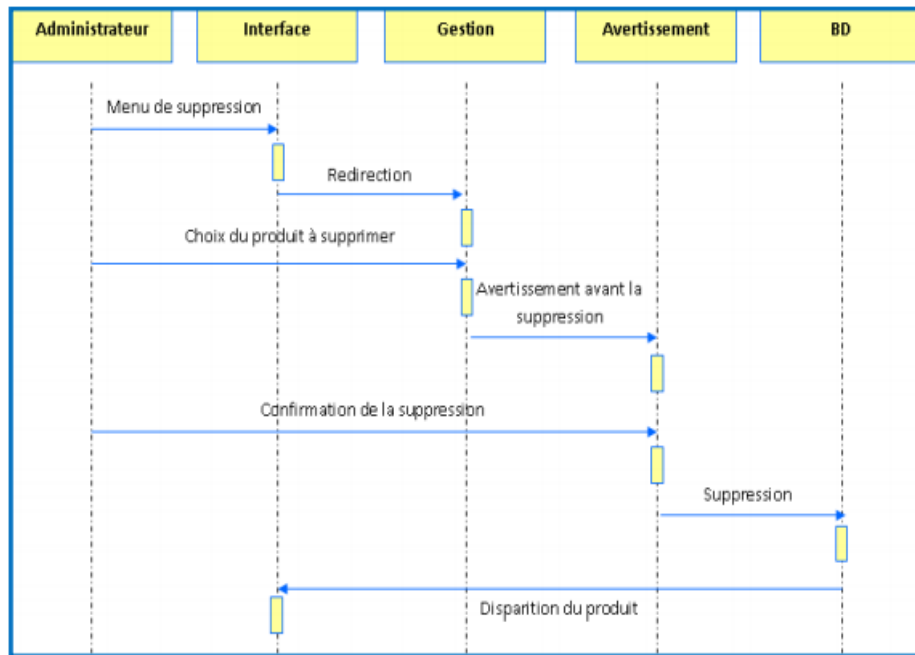 Administrateur
Interface
Gestion
Avertissement
BD
Menu de suppression
Redirection
Choix du produit à supprimer
Avertissement avant la
suppression
Confirmation de la suppression
Suppression
Disparition du produit